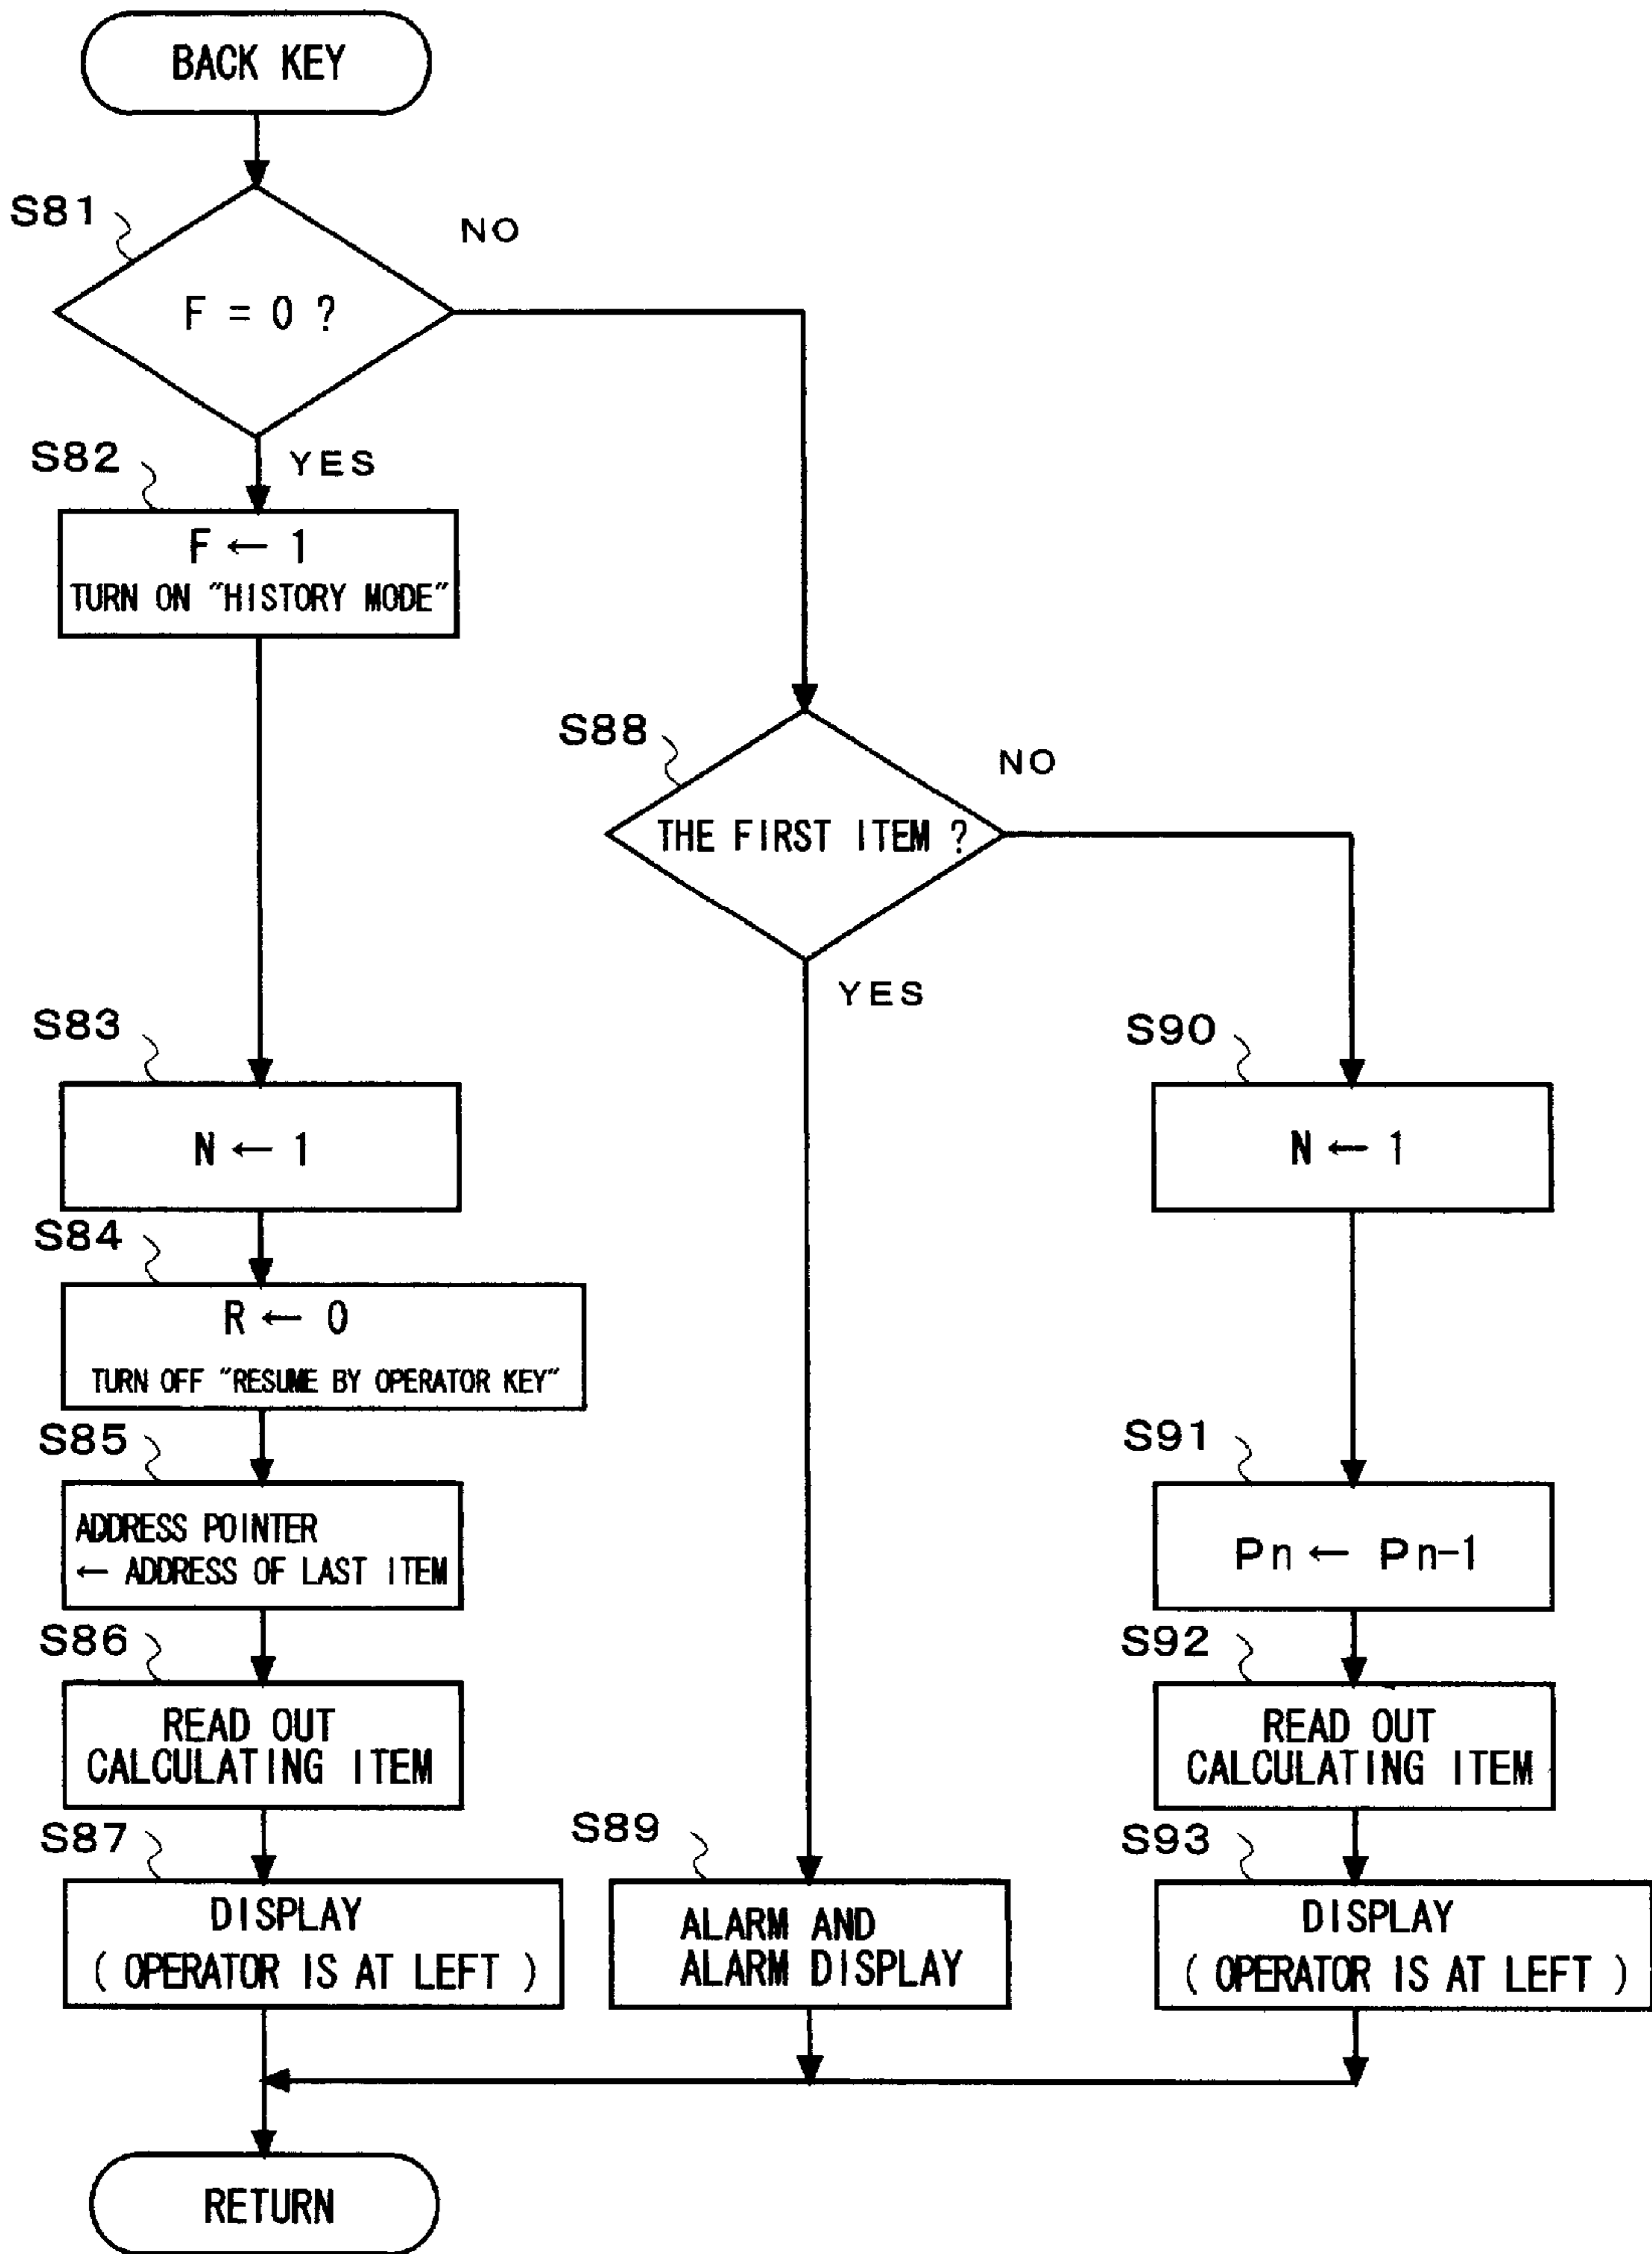 BACK KEY
S81
NO
F = 0 ?
S82
YES
F ← 1
TURN ON "HISTORY MODE"
S88
NO
THE FIRST ITEM ?
YES
S83
N ← 1
S90
N ← 1
S84
R ← 0
TURN OFF "RESUME BY OPERATOR KEY"
S85
ADDRESS POINTER
← ADDRESS OF LAST ITEM
S91
Pn ← Pn-1
S86
READ OUT
CALCULATING ITEM
S92
READ OUT
CALCULATING ITEM
S87
DISPLAY
( OPERATOR IS AT LEFT )
S89
ALARM AND
ALARM DISPLAY
S93
DISPLAY
( OPERATOR IS AT LEFT )
RETURN